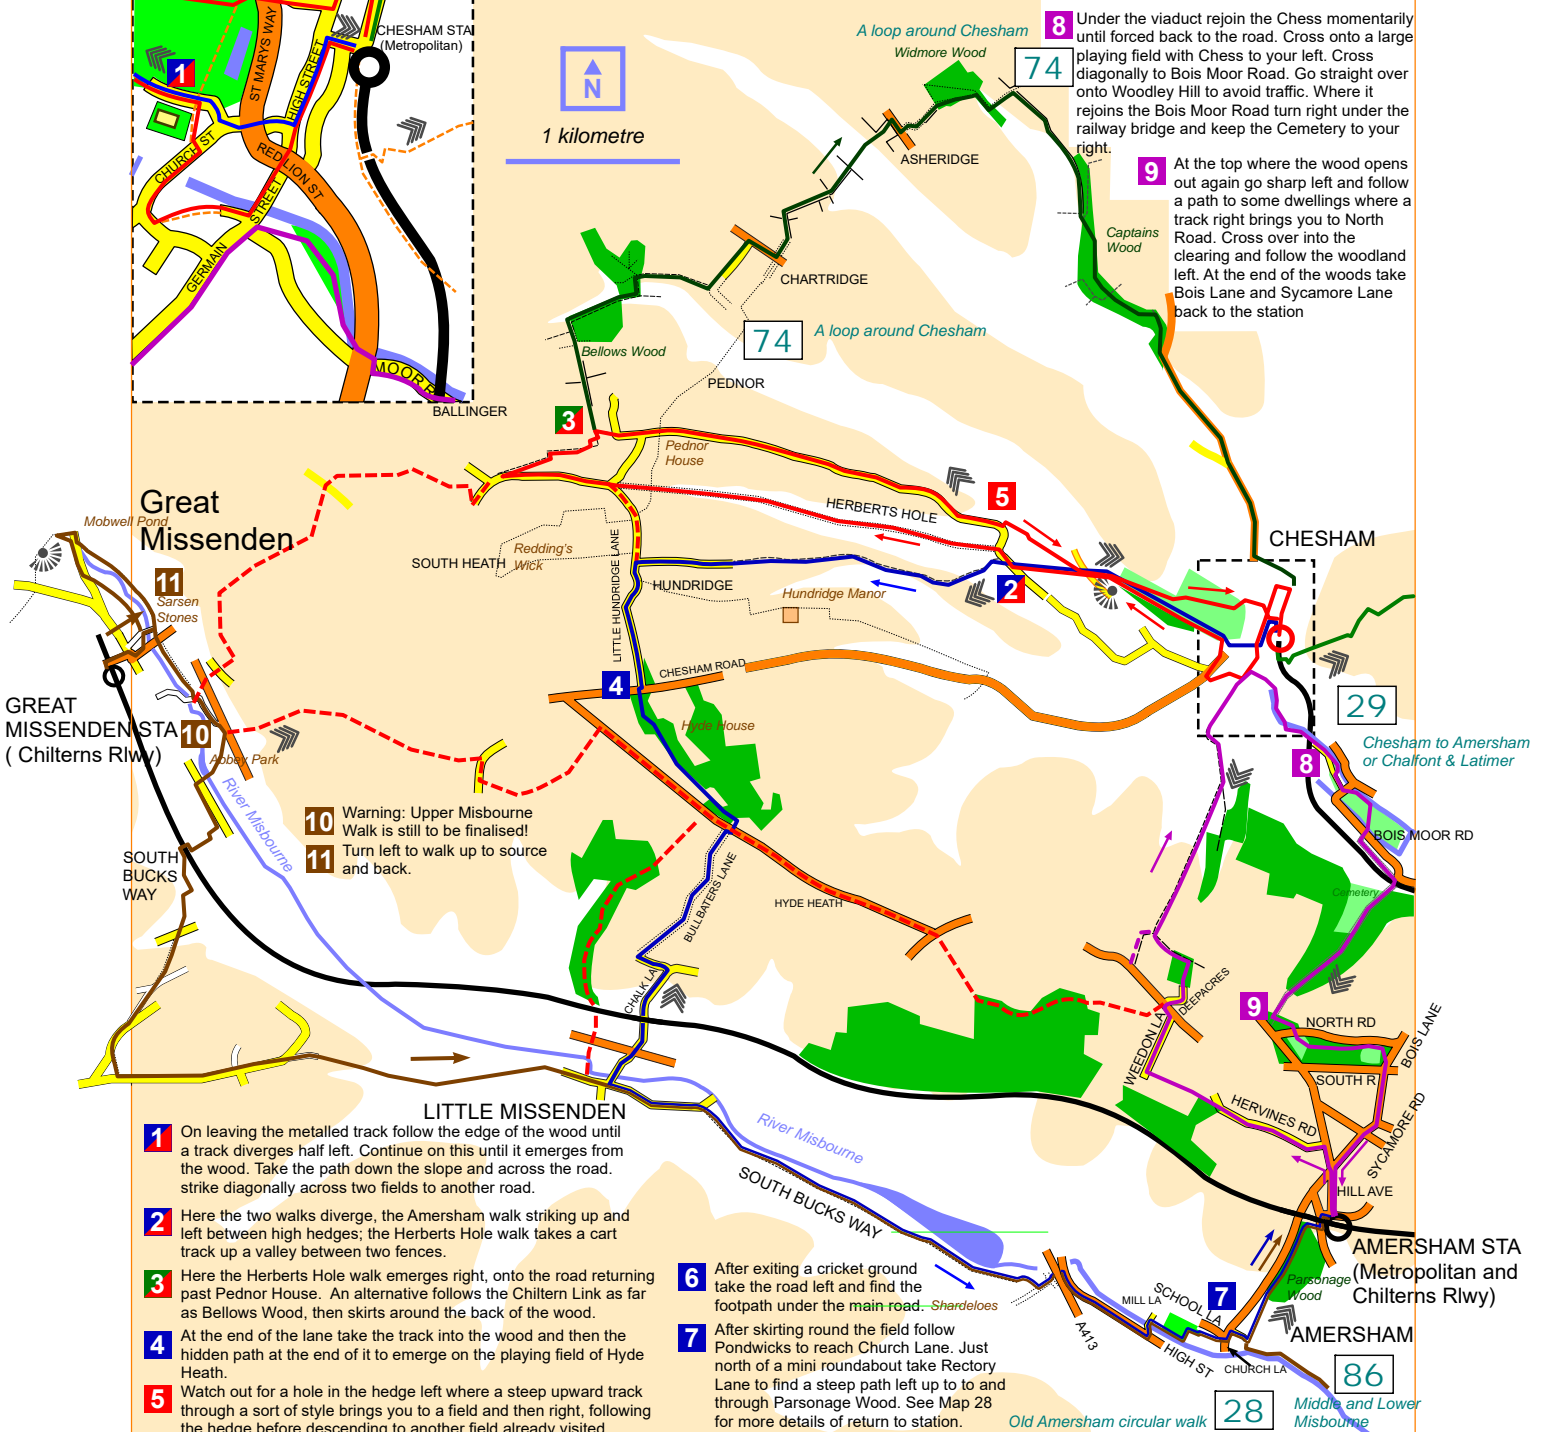 CHESHAM STA
(Metropolitan)
ST MARYS WAY
HIGH STREET
1
CHURCH ST
RED LION ST
STREET
GERMAIN
MOOR R
BALLINGER
N
1 kilometre
A loop around Chesham
Widmore Wood
74
ASHERIDGE
CHARTRIDGE
Captains
Wood
74
A loop around Chesham
Bellows Wood
PEDNOR
8
Under the viaduct rejoin the Chess momentarily
until forced back to the road. Cross onto a large
playing field with Chess to your left. Cross
diagonally to Bois Moor Road. Go straight over
onto Woodley Hill to avoid traffic. Where it
rejoins the Bois Moor Road turn right under the
railway bridge and keep the Cemetery to your
right.
9
At the top where the wood opens
out again go sharp left and follow
a path to some dwellings where a
track right brings you to North
Road. Cross over into the
clearing and follow the woodland
left. At the end of the woods take
Bois Lane and Sycamore Lane
back to the station
3
Pednor
House
5
HERBERTS HOLE
Great
Missenden
Mobwell Pond
11
Sarsen
Stones
SOUTH HEATH
Redding's
Wick
LITTLE HUNDRIDGE LANE
HUNDRIDGE
Hundridge Manor
2
CHESHAM
4
CHESHAM ROAD
Hyde House
29
Chesham to Amersham
or Chalfont & Latimer
8
BOIS MOOR RD
Cemetery
GREAT
MISSENDEN STA
( Chilterns Rlwy)
10
Abbey Park
River Misbourne
10
Warning: Upper Misbourne
Walk is still to be finalised!
11
Turn left to walk up to source
and back.
SOUTH
BUCKS
WAY
BULLBATERS LANE
HYDE HEATH
CHALK LA
DEEPACRES
WEEDON LA
9
NORTH RD
BOIS LANE
SOUTH R
HERVINES RD
SYCAMORE RD
HILL AVE
LITTLE MISSENDEN
River Misbourne
SOUTH BUCKS WAY
AMERSHAM STA
(Metropolitan and
Chilterns Rlwy)
Parsonage
Wood
7
SCHOOL LA
MILL LA
HIGH ST
CHURCH LA
A413
Shardeloes
AMERSHAM
86
Middle and Lower
Misbourne
28
Old Amersham circular walk
1
On leaving the metalled track follow the edge of the wood until
a track diverges half left. Continue on this until it emerges from
the wood. Take the path down the slope and across the road.
strike diagonally across two fields to another road.
2
Here the two walks diverge, the Amersham walk striking up and
left between high hedges; the Herberts Hole walk takes a cart
track up a valley between two fences.
3
Here the Herberts Hole walk emerges right, onto the road returning
past Pednor House. An alternative follows the Chiltern Link as far
as Bellows Wood, then skirts around the back of the wood.
4
At the end of the lane take the track into the wood and then the
hidden path at the end of it to emerge on the playing field of Hyde
Heath.
5
Watch out for a hole in the hedge left where a steep upward track
through a sort of style brings you to a field and then right, following
the hedge before descending to another field already visited.
6
After exiting a cricket ground
take the road left and find the
footpath under the main road.
7
After skirting round the field follow
Pondwicks to reach Church Lane. Just
north of a mini roundabout take Rectory
Lane to find a steep path left up to to and
through Parsonage Wood. See Map 28
for more details of return to station.